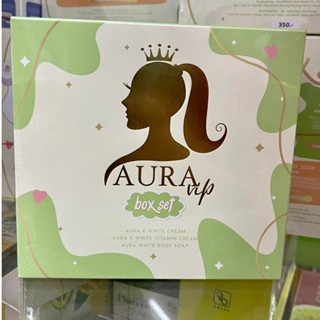 350.-
AURA
vip
box set
- AURA E WHITE CREAM
- AURA E WHITE VITAMIN CREAM
- AURA WHITE BODY SOAP